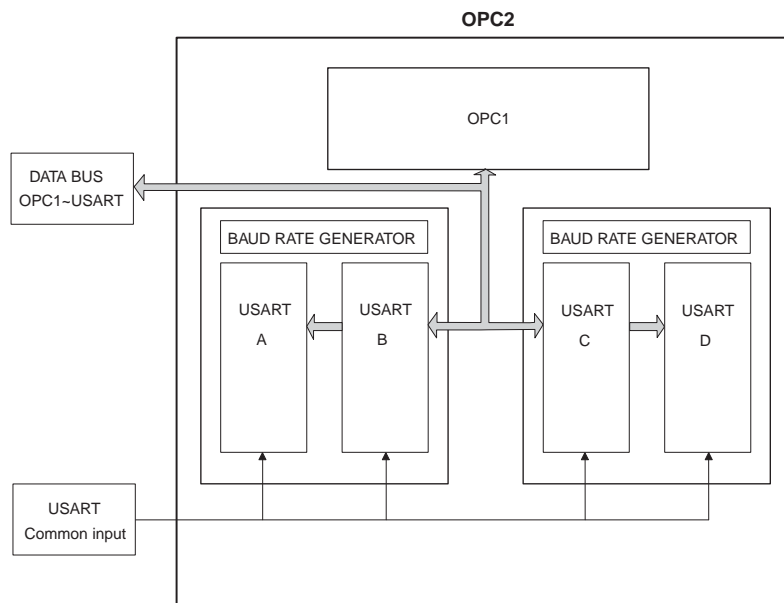 OPC2
OPC1
DATA BUS
OPC1~USART
BAUD RATE GENERATOR
BAUD RATE GENERATOR
USART
A
USART
B
USART
C
USART
D
USART
Common input